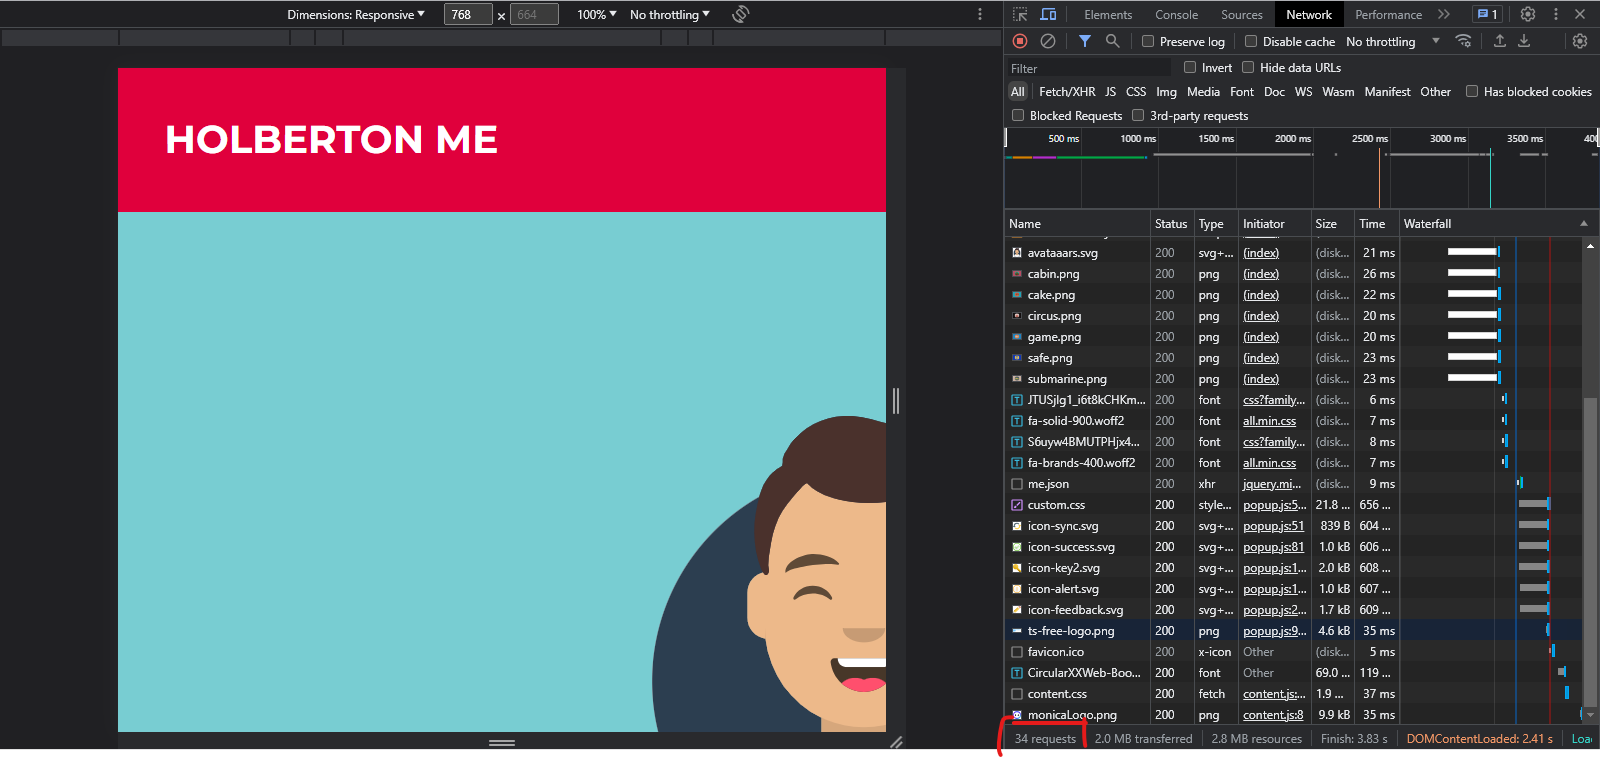 Dimensions: Responsive 768 x 664 100% No throttling
Elements Console Sources Network Performance 1
Preserve log Disable cache No throttling
Filter Invert Hide data URLs
All Fetch/XHR JS CSS Img Media Font Doc WS Wasm Manifest Other Has blocked cookies
Blocked Requests 3rd-party requests
500 ms 1000 ms 1500 ms 2000 ms 2500 ms 3000 ms 3500 ms
HOLBERTON ME
Name Status Type Initiator Size Time Waterfall
avataaars.svg 200 svg+... (index) (disk... 21 ms
cabin.png 200 png (index) (disk... 26 ms
cake.png 200 png (index) (disk... 22 ms
circus.png 200 png (index) (disk... 20 ms
game.png 200 png (index) (disk... 20 ms
safe.png 200 png (index) (disk... 23 ms
submarine.png 200 png (index) (disk... 23 ms
JTUSjIg1_i6t8kCHKm... 200 font css?family... (disk... 6 ms
fa-solid-900.woff2 200 font all.min.css (disk... 7 ms
S6uyw4BMUTPHjx4... 200 font css?family... (disk... 8 ms
fa-brands-400.woff2 200 font all.min.css (disk... 7 ms
me.json 200 xhr jquery.mi... (disk... 9 ms
custom.css 200 style... popup.js:5... 21.8 ... 656 ...
icon-sync.svg 200 svg+... popup.js:51 839 B 604 ...
icon-success.svg 200 svg+... popup.js:81 1.0 kB 606 ...
icon-key2.svg 200 svg+... popup.js:1... 2.0 kB 608 ...
icon-alert.svg 200 svg+... popup.js:1... 1.0 kB 607 ...
icon-feedback.svg 200 svg+... popup.js:2... 1.7 kB 609 ...
ts-free-logo.png 200 png popup.js:9... 4.6 kB 35 ms
favicon.ico 200 x-icon Other (disk... 5 ms
CircularXXWeb-Boo... 200 font Other 69.0 ... 119 ...
content.css 200 fetch content.js:... 1.9 ... 37 ms
monicaLogo.png 200 png content.js:8 9.9 kB 35 ms
34 requests 2.0 MB transferred 2.8 MB resources Finish: 3.83 s DOMContentLoaded: 2.41 s